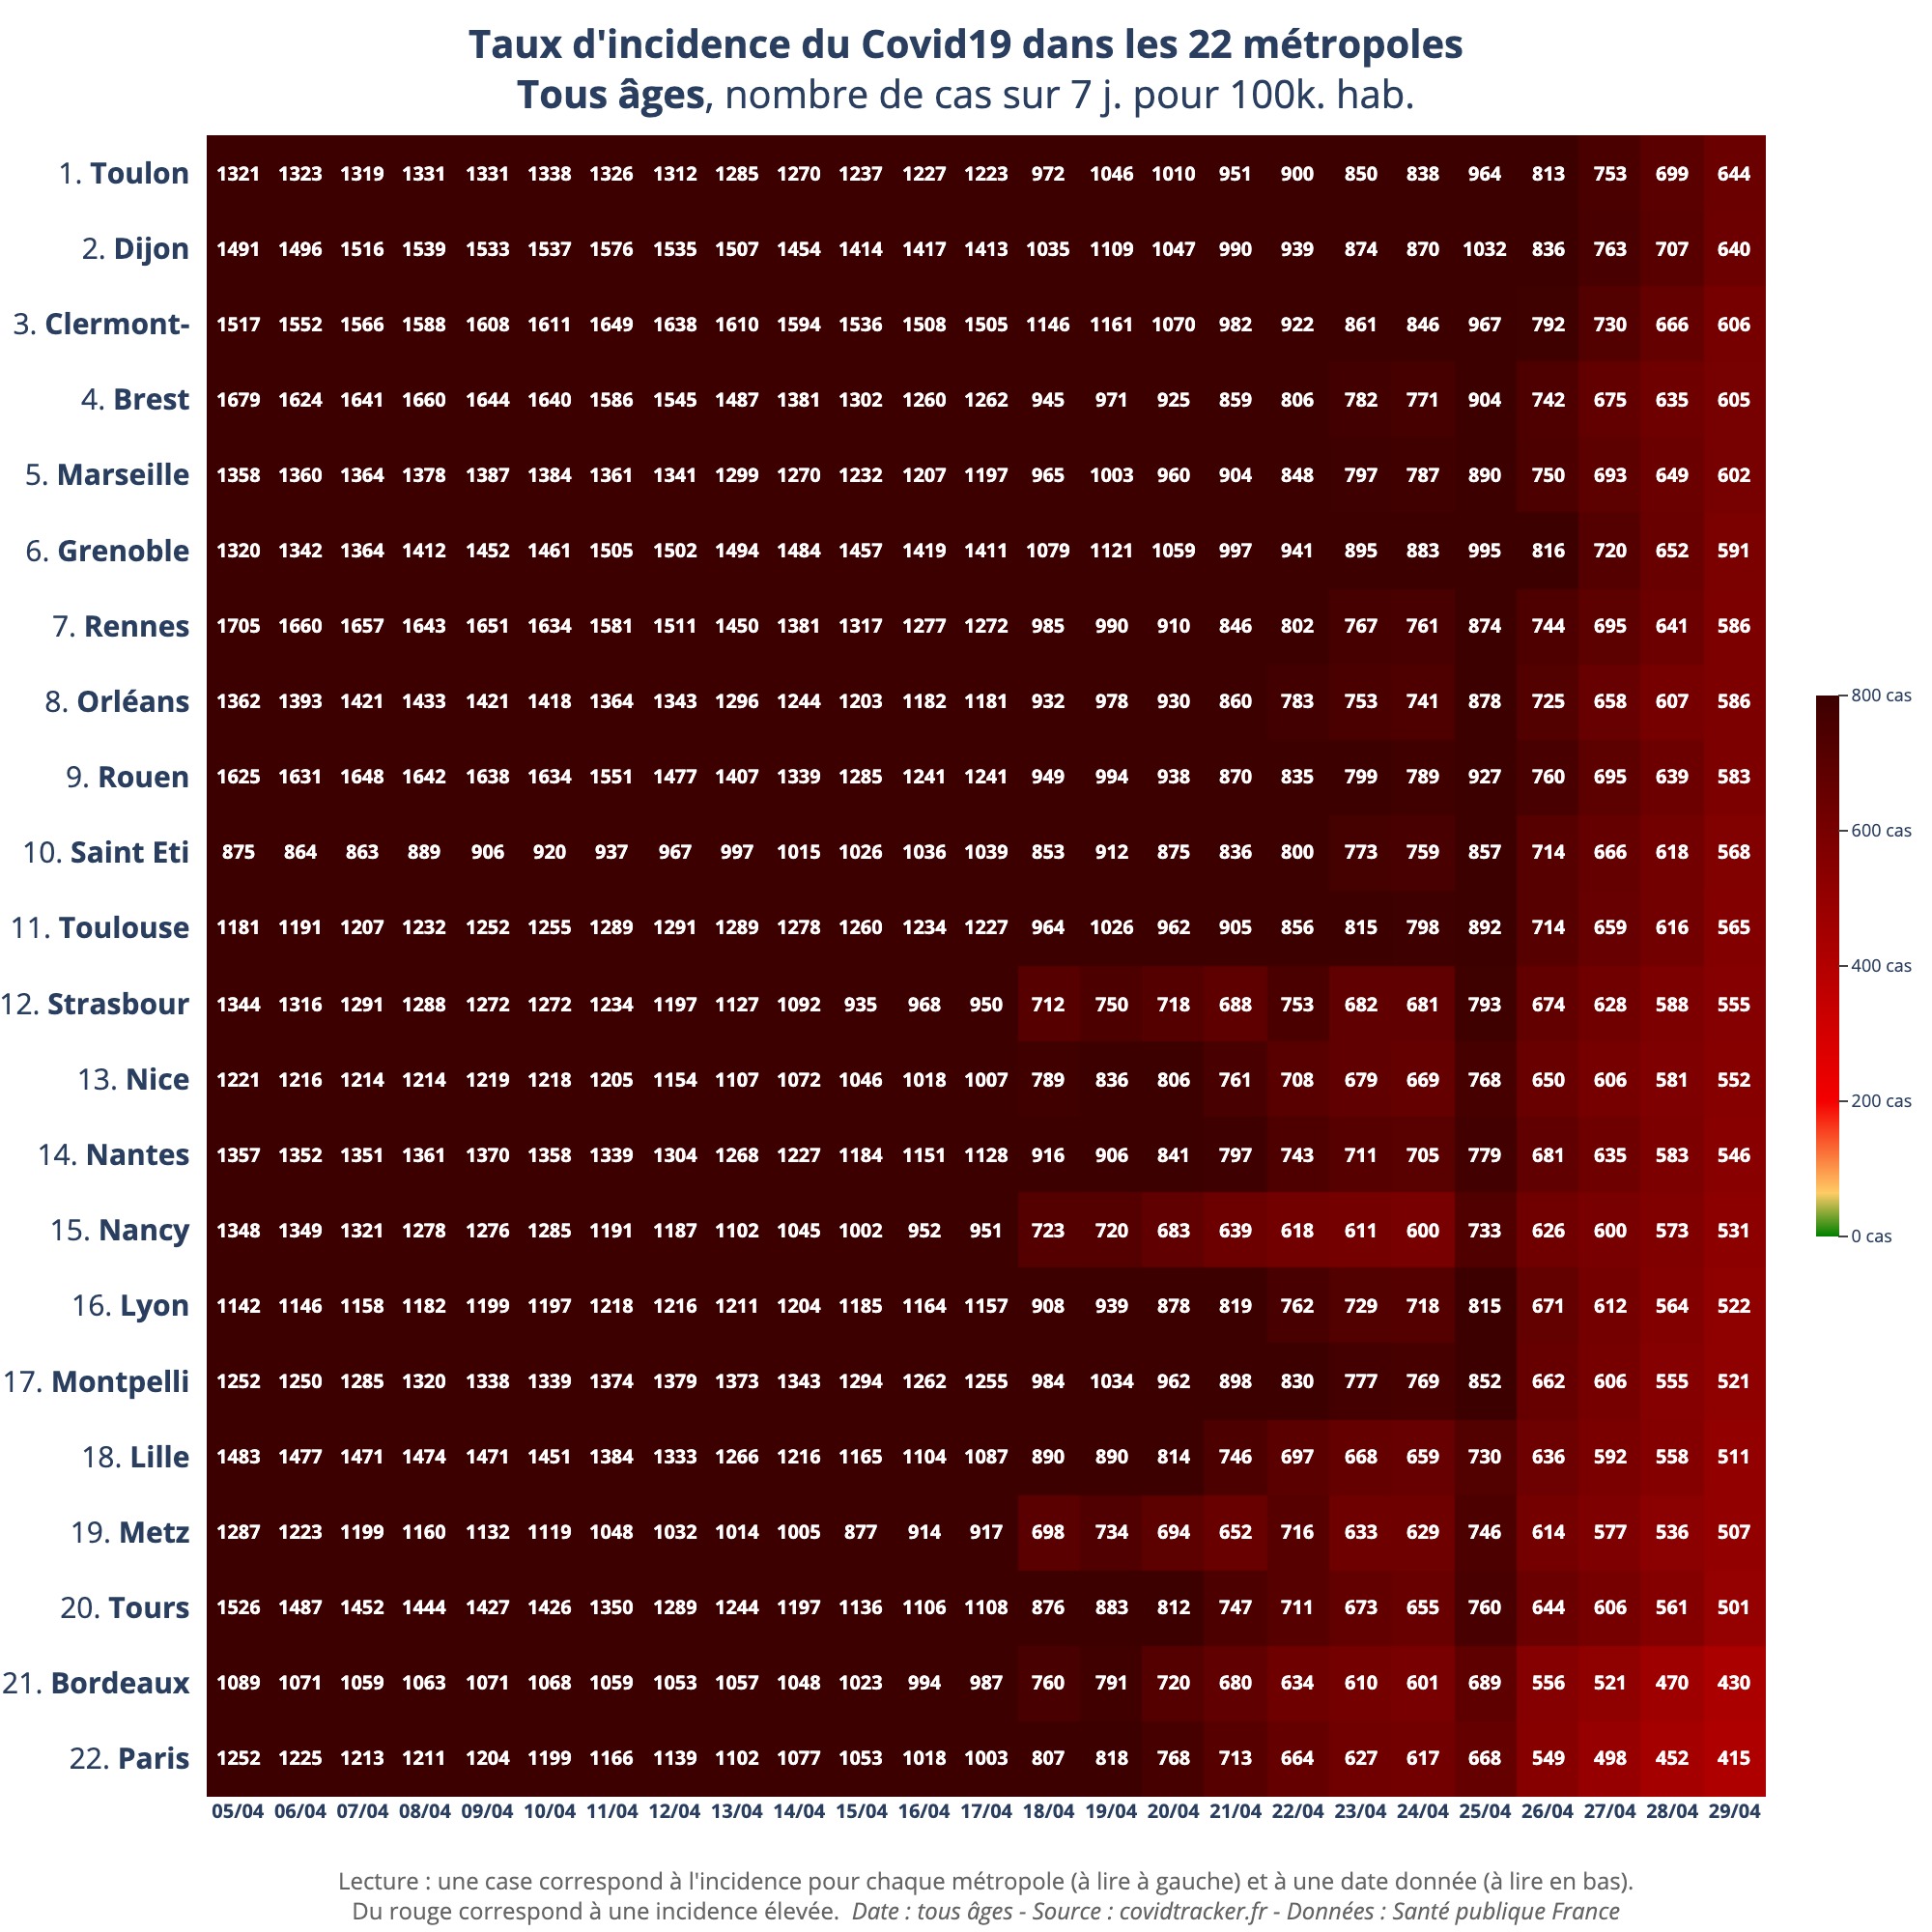 Taux d'incidence du Covid19 dans les 22 métropoles
Tous âges, nombre de cas sur 7 j. pour 100k. hab.
1. Toulon 1321 1323 1319 1331 1331 1338 1326 1312 1285 1270 1237 1227 1223 972 1046 1010 951 900 850 838 964 813 753 699 644
2. Dijon 1491 1496 1516 1539 1533 1537 1576 1535 1507 1454 1414 1417 1413 1035 1109 1047 990 939 874 870 1032 836 763 707 640
3. Clermont- 1517 1552 1566 1588 1608 1611 1649 1638 1610 1594 1536 1508 1505 1146 1161 1070 982 922 861 846 967 792 730 666 606
4. Brest 1679 1624 1641 1660 1644 1640 1586 1545 1487 1381 1302 1260 1262 945 971 925 859 806 782 771 904 742 675 635 605
5. Marseille 1358 1360 1364 1378 1387 1384 1361 1341 1299 1270 1232 1207 1197 965 1003 960 904 848 797 787 890 750 693 649 602
6. Grenoble 1320 1342 1364 1412 1452 1461 1505 1502 1494 1484 1457 1419 1411 1079 1121 1059 997 941 895 883 995 816 720 652 591
7. Rennes 1705 1660 1657 1643 1651 1634 1581 1511 1450 1381 1317 1277 1272 985 990 910 846 802 767 761 874 744 695 641 586
8. Orléans 1362 1393 1421 1433 1421 1418 1364 1343 1296 1244 1203 1182 1181 932 978 930 860 783 753 741 878 725 658 607 586
9. Rouen 1625 1631 1648 1642 1638 1634 1551 1477 1407 1339 1285 1241 1241 949 994 938 870 835 799 789 927 760 695 639 583
10. Saint Eti 875 864 863 889 906 920 937 967 997 1015 1026 1036 1039 853 912 875 836 800 773 759 857 714 666 618 568
11. Toulouse 1181 1191 1207 1232 1252 1255 1289 1291 1289 1278 1260 1234 1227 964 1026 962 905 856 815 798 892 714 659 616 565
12. Strasbour 1344 1316 1291 1288 1272 1272 1234 1197 1127 1092 935 968 950 712 750 718 688 753 682 681 793 674 628 588 555
13. Nice 1221 1216 1214 1214 1219 1218 1205 1154 1107 1072 1046 1018 1007 789 836 806 761 708 679 669 768 650 606 581 552
14. Nantes 1357 1352 1351 1361 1370 1358 1339 1304 1268 1227 1184 1151 1128 916 906 841 797 743 711 705 779 681 635 583 546
15. Nancy 1348 1349 1321 1278 1276 1285 1191 1187 1102 1045 1002 952 951 723 720 683 639 618 611 600 733 626 600 573 531
16. Lyon 1142 1146 1158 1182 1199 1197 1218 1216 1211 1204 1185 1164 1157 908 939 878 819 762 729 718 815 671 612 564 522
17. Montpelli 1252 1250 1285 1320 1338 1339 1374 1379 1373 1343 1294 1262 1255 984 1034 962 898 830 777 769 852 662 606 555 521
18. Lille 1483 1477 1471 1474 1471 1451 1384 1333 1266 1216 1165 1104 1087 890 890 814 746 697 668 659 730 636 592 558 511
19. Metz 1287 1223 1199 1160 1132 1119 1048 1032 1014 1005 877 914 917 698 734 694 652 716 633 629 746 614 577 536 507
20. Tours 1526 1487 1452 1444 1427 1426 1350 1289 1244 1197 1136 1106 1108 876 883 812 747 711 673 655 760 644 606 561 501
21. Bordeaux 1089 1071 1059 1063 1071 1068 1059 1053 1057 1048 1023 994 987 760 791 720 680 634 610 601 689 556 521 470 430
22. Paris 1252 1225 1213 1211 1204 1199 1166 1139 1102 1077 1053 1018 1003 807 818 768 713 664 627 617 668 549 498 452 415
05/04 06/04 07/04 08/04 09/04 10/04 11/04 12/04 13/04 14/04 15/04 16/04 17/04 18/04 19/04 20/04 21/04 22/04 23/04 24/04 25/04 26/04 27/04 28/04 29/04
800 cas
600 cas
400 cas
200 cas
0 cas
Lecture : une case correspond à l'incidence pour chaque métropole (à lire à gauche) et à une date donnée (à lire en bas).
Du rouge correspond à une incidence élevée. Date : tous âges - Source : covidtracker.fr - Données : Santé publique France